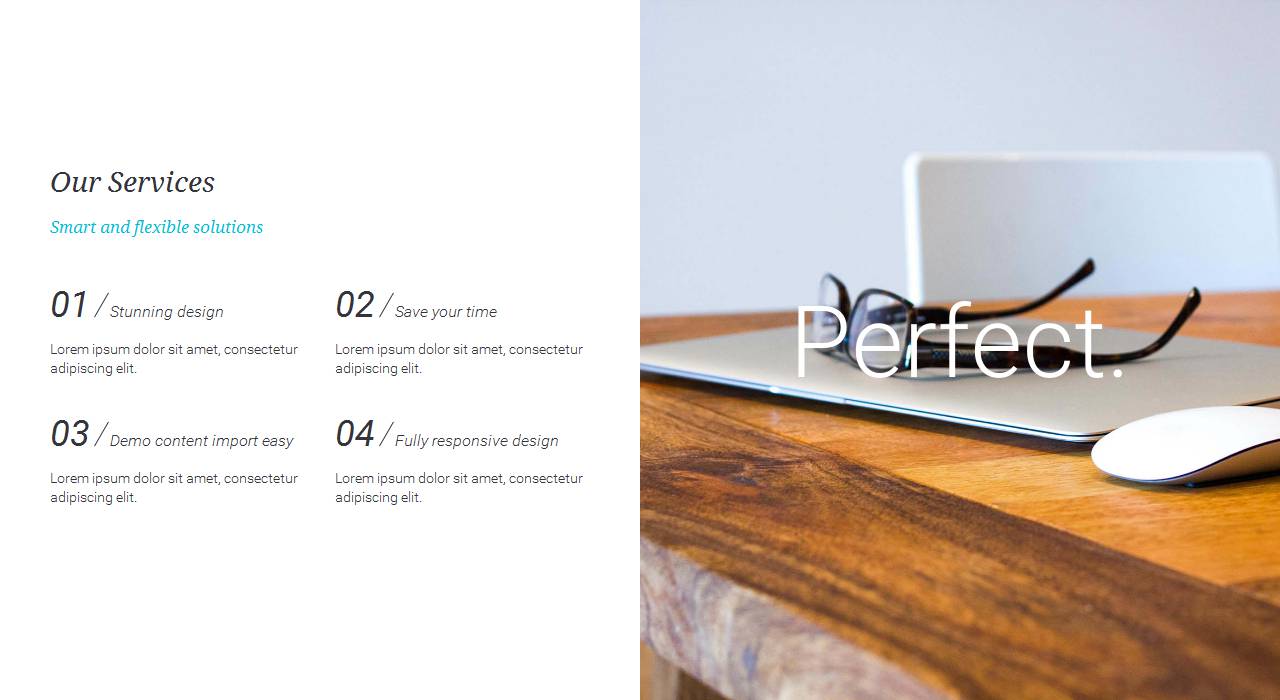 Our Services
Smart and flexible solutions
01 / Stunning design
Lorem ipsum dolor sit amet, consectetur
adipiscing elit.
02 / Save your time
Lorem ipsum dolor sit amet, consectetur
adipiscing elit.
03 / Demo content import easy
Lorem ipsum dolor sit amet, consectetur
adipiscing elit.
04 / Fully responsive design
Lorem ipsum dolor sit amet, consectetur
adipiscing elit.
Perfect.